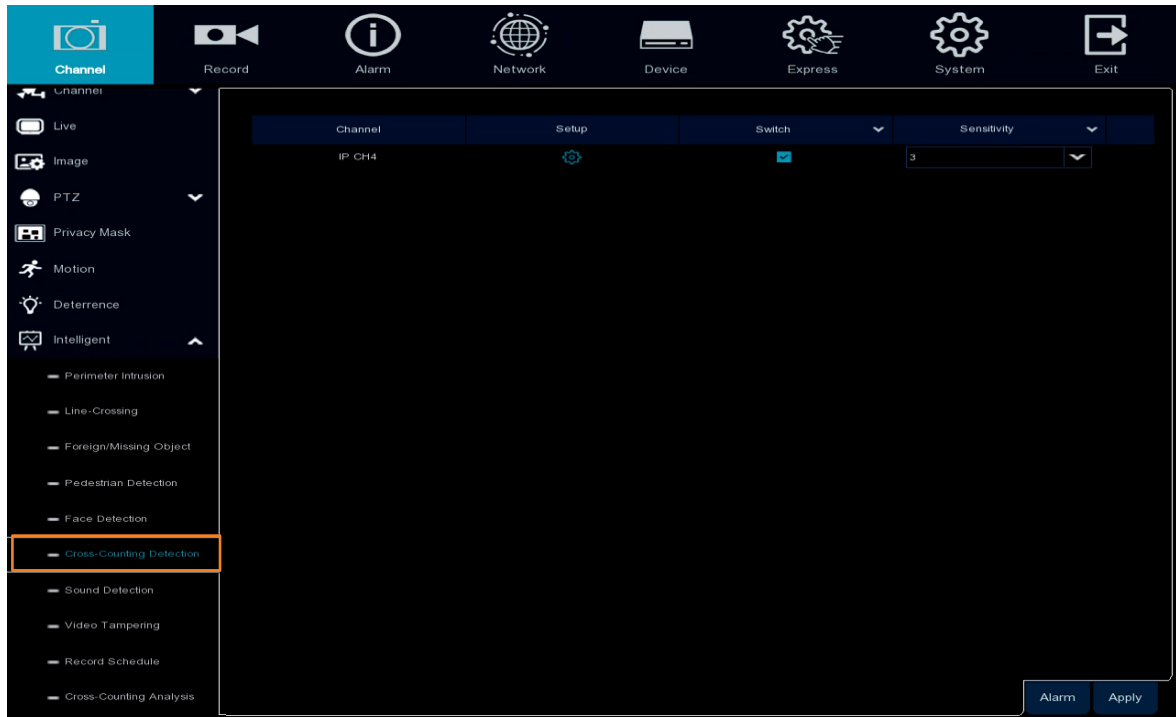 Channel
Record
Alarm
Network
Device
Express
System
Exit
Channel
Live
Image
PTZ
Privacy Mask
Motion
Deterrence
Intelligent
Perimeter Intrusion
Line-Crossing
Foreign/Missing Object
Pedestrian Detection
Face Detection
Cross-Counting Detection
Sound Detection
Video Tampering
Record Schedule
Cross-Counting Analysis
Channel Setup Switch Sensitivity
IP CH4 3
Alarm Apply